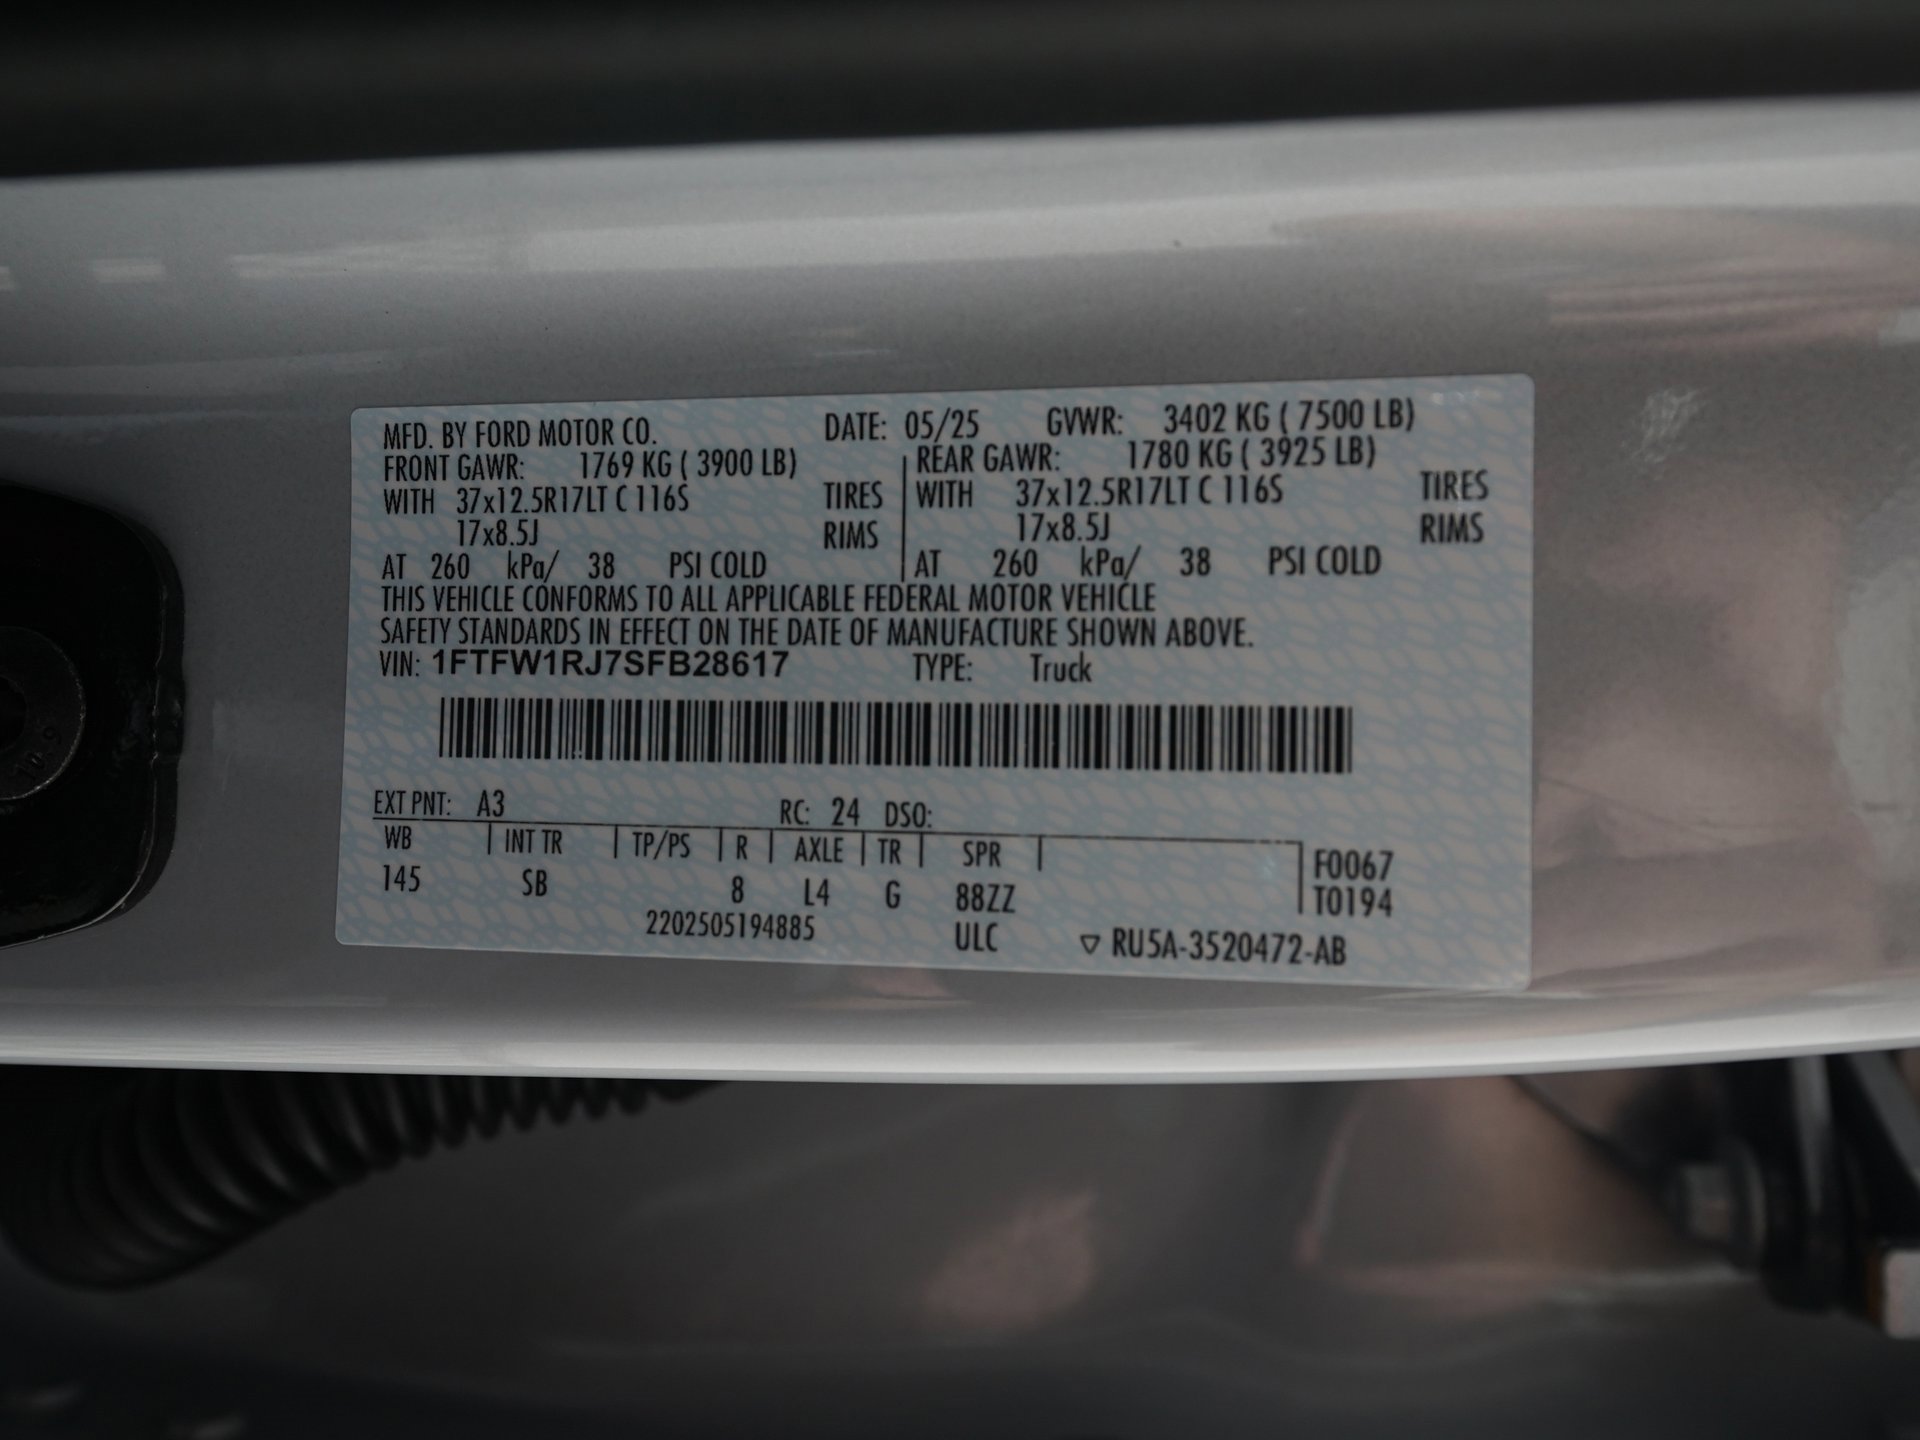 MFD. BY FORD MOTOR CO. DATE: 05/25 GVWR: 3402 KG ( 7500 LB)
FRONT GAWR: 1769 KG ( 3900 LB) REAR GAWR: 1780 KG ( 3925 LB)
WITH 37x12.5R17LT C 116S TIRES WITH 37x12.5R17LT C 116S TIRES
17x8.5J RIMS 17x8.5J RIMS
AT 260 kPa/ 38 PSI COLD AT 260 kPa/ 38 PSI COLD
THIS VEHICLE CONFORMS TO ALL APPLICABLE FEDERAL MOTOR VEHICLE
SAFETY STANDARDS IN EFFECT ON THE DATE OF MANUFACTURE SHOWN ABOVE.
VIN: 1FTFW1RJ7SFB28617 TYPE: Truck
EXT PNT: A3 RC: 24 DSO:
WB INT TR TP/PS R AXLE TR SPR F0067
145 SB 8 L4 G 88ZZ T0194
2202505194885 ULC ▽ RU5A-3520472-AB
10.9